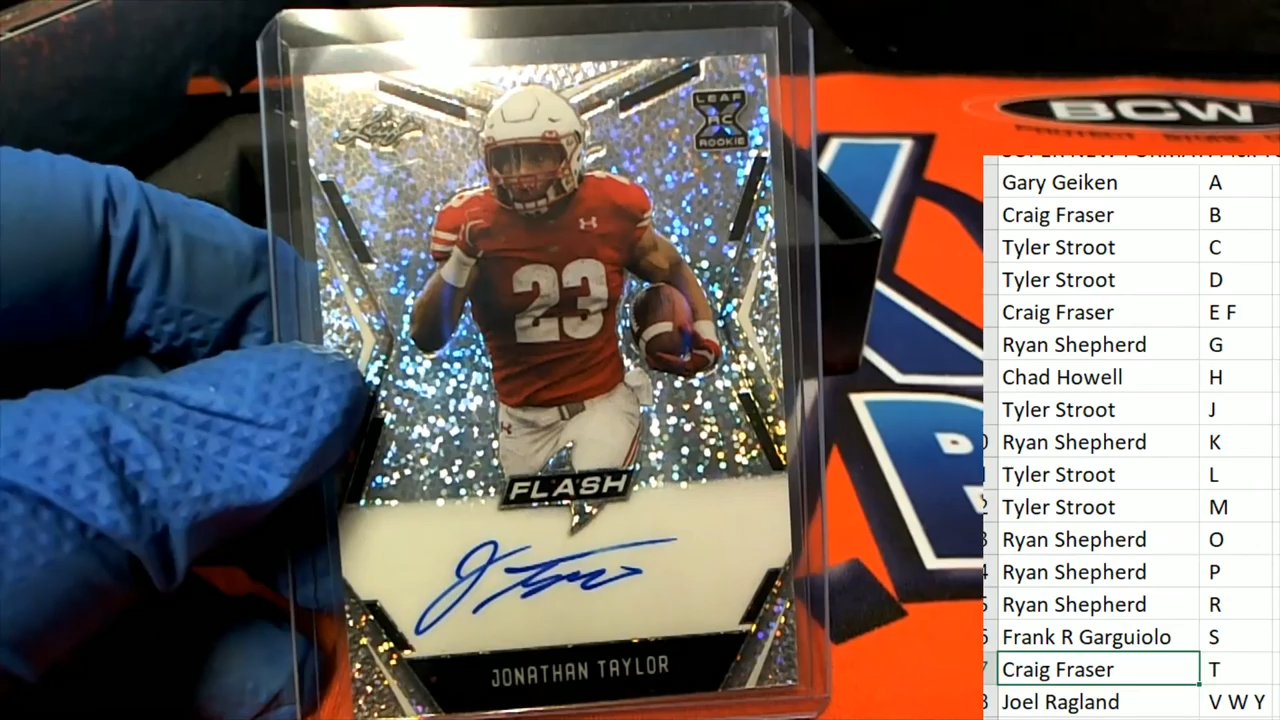 Leaf
LEAF
RC
ROOKIE
23
FLASH
J Taylor
JONATHAN TAYLOR
BCW
Gary Geiken A
Craig Fraser B
Tyler Stroot C
Tyler Stroot D
Craig Fraser E F
Ryan Shepherd G
Chad Howell H
Tyler Stroot J
Ryan Shepherd K
Tyler Stroot L
Tyler Stroot M
Ryan Shepherd O
Ryan Shepherd P
Ryan Shepherd R
Frank R Garguiolo S
Craig Fraser T
Joel Ragland V W Y